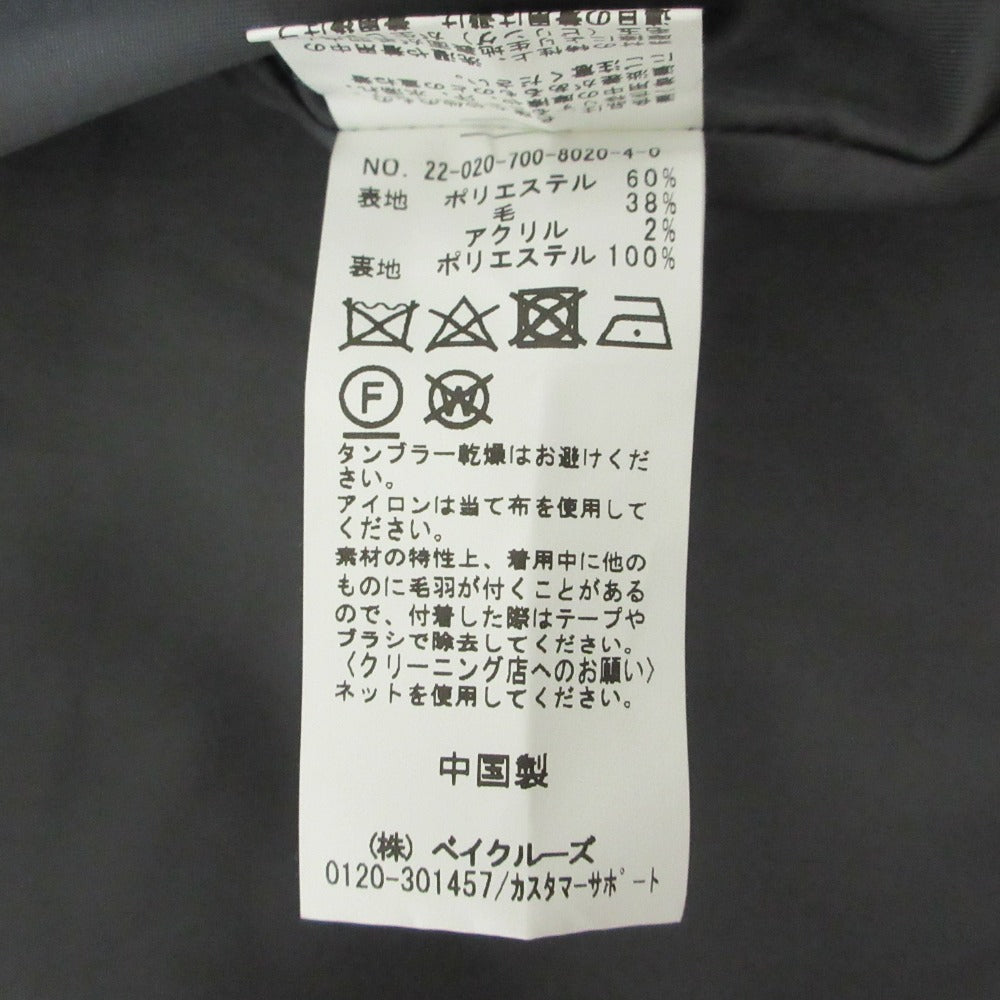 NO. 22-020-700-8020-4-0
表地 ポリエステル 60%
毛 38%
アクリル 2%
裏地 ポリエステル 100%
F
W
タンブラー乾燥はお避けくだ
さい。
アイロンは当て布を使用して
ください。
素材の特性上、着用中に他の
ものに毛羽が付くことがある
ので、付着した際はテープや
ブラシで除去してください。
〈クリーニング店へのお願い〉
ネットを使用してください。
中国製
(株) ベイクルーズ
0120-301457/カスタマーサポート